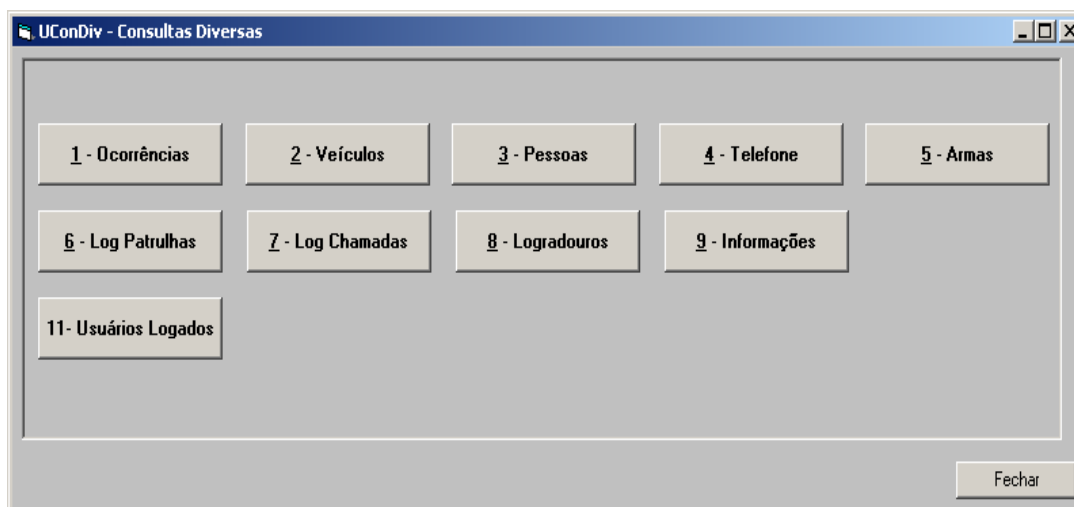 UConDiv - Consultas Diversas
1 - Ocorrências
2 - Veículos
3 - Pessoas
4 - Telefone
5 - Armas
6 - Log Patrulhas
7 - Log Chamadas
8 - Logradouros
9 - Informações
11- Usuários Logados
Fechar